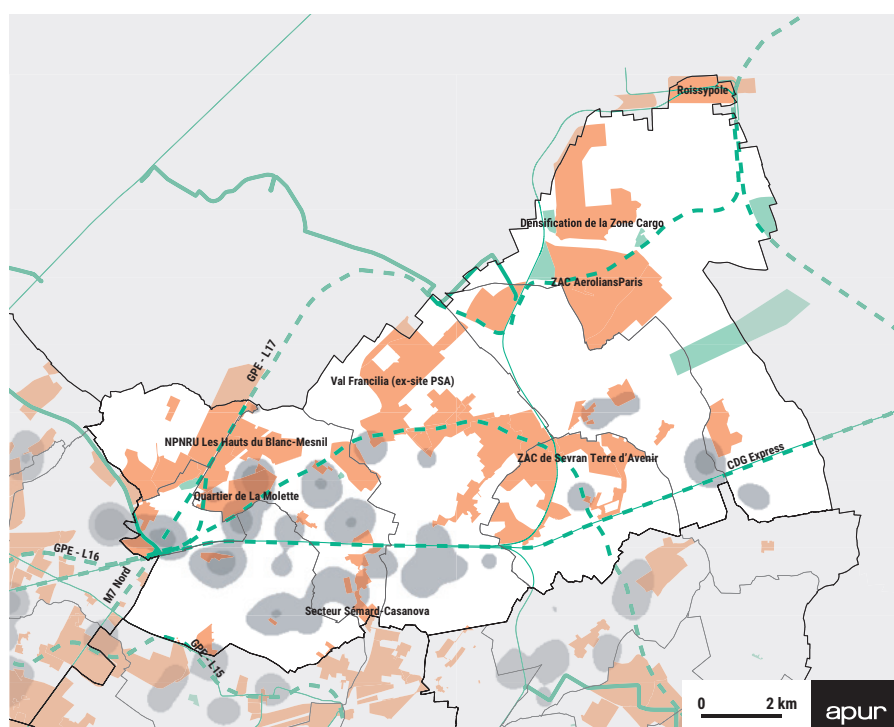 Roissypôle
Densification de la Zone Cargo
ZAC AeroliansParis
GPE - L17
Val Francilia (ex-site PSA)
NPNRU Les Hauts du Blanc-Mesnil
ZAC de Sevran Terre d'Avenir
CDG Express
Quartier de La Molette
GPE - L16
M7 Nord
Secteur Sémard-Casanova
GPE - L15
0 2 km
apur